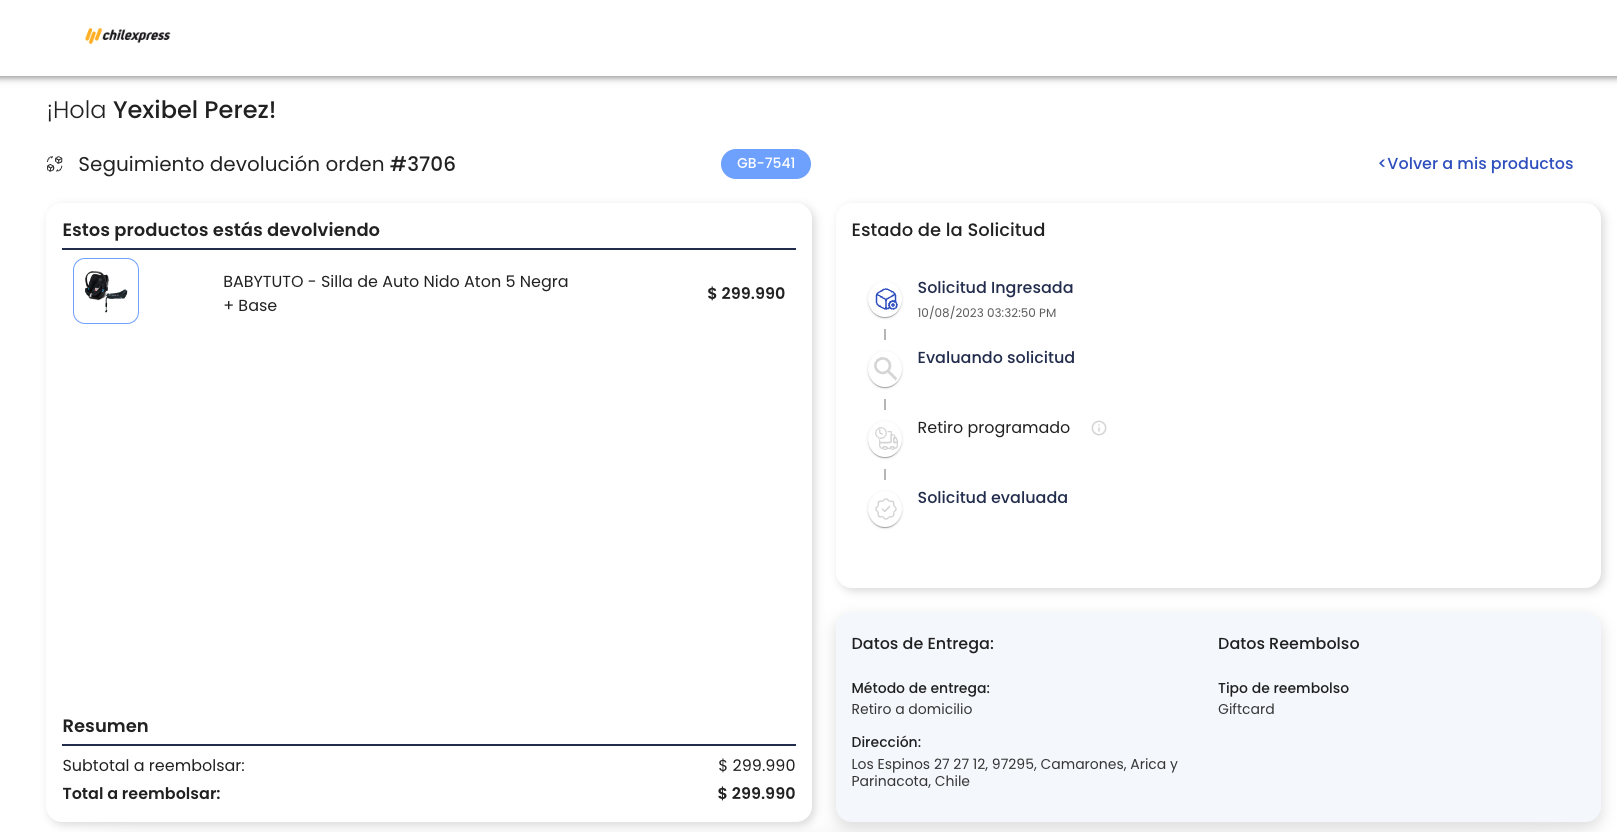 chilexpress
¡Hola Yexibel Perez!
Seguimiento devolución orden #3706
GB-7541
<Volver a mis productos
Estos productos estás devolviendo
BABYTUTO - Silla de Auto Nido Aton 5 Negra
+ Base
$ 299.990
Resumen
Subtotal a reembolsar: $ 299.990
Total a reembolsar: $ 299.990
Estado de la Solicitud
Solicitud Ingresada
10/08/2023 03:32:50 PM
Evaluando solicitud
Retiro programado
Solicitud evaluada
Datos de Entrega:
Método de entrega:
Retiro a domicilio
Dirección:
Los Espinos 27 27 12, 97295, Camarones, Arica y
Parinacota, Chile
Datos Reembolso
Tipo de reembolso
Giftcard